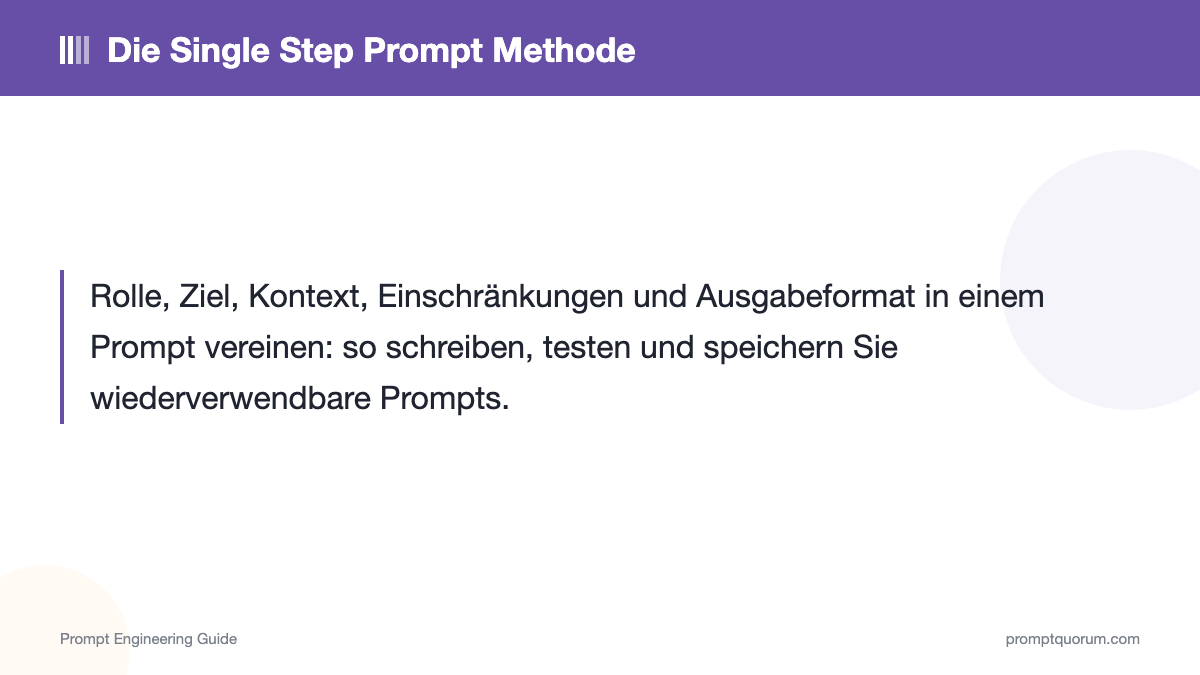 Die Single Step Prompt Methode
Rolle, Ziel, Kontext, Einschränkungen und Ausgabeformat in einem
Prompt vereinen: so schreiben, testen und speichern Sie
wiederverwendbare Prompts.
Prompt Engineering Guide
promptquorum.com